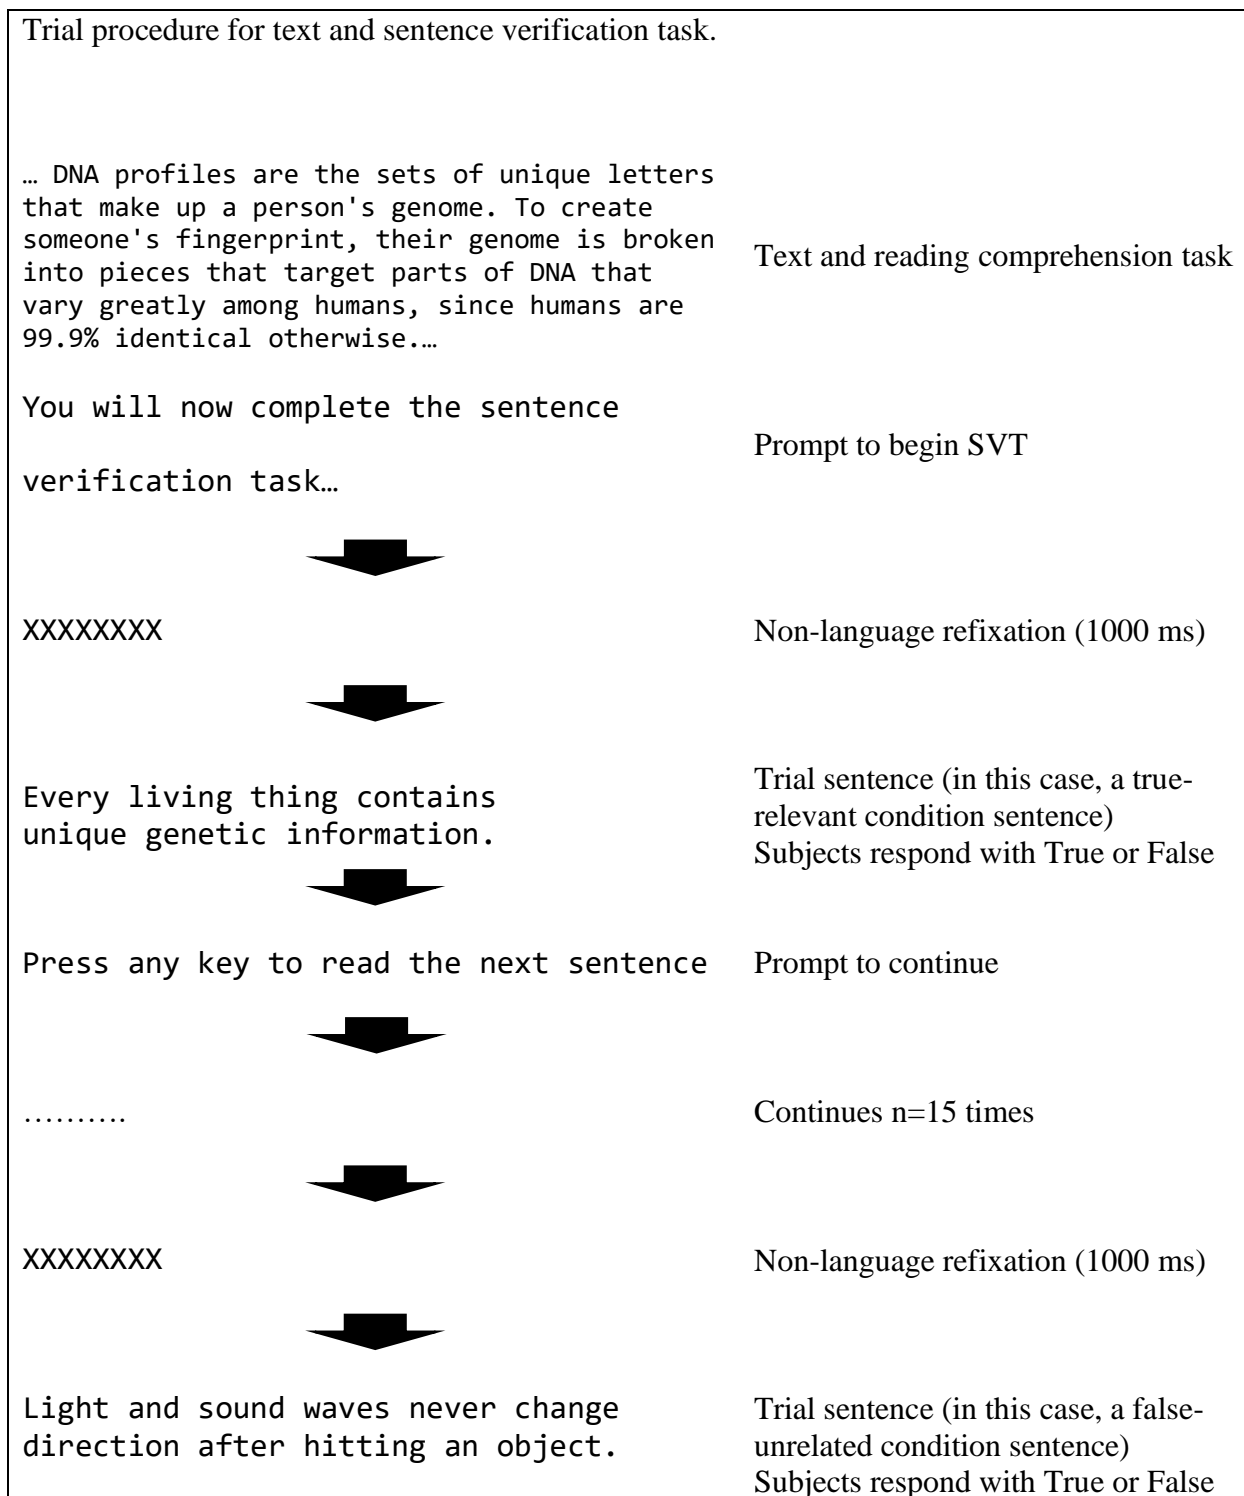 Trial procedure for text and sentence verification task.
… DNA profiles are the sets of unique letters
that make up a person's genome. To create
someone's fingerprint, their genome is broken
into pieces that target parts of DNA that
vary greatly among humans, since humans are
99.9% identical otherwise.…
Text and reading comprehension task
You will now complete the sentence
verification task…
Prompt to begin SVT
XXXXXXXX
Non-language refixation (1000 ms)
Every living thing contains
unique genetic information.
Trial sentence (in this case, a true-
relevant condition sentence)
Subjects respond with True or False
Press any key to read the next sentence
Prompt to continue
……….
Continues n=15 times
XXXXXXXX
Non-language refixation (1000 ms)
Light and sound waves never change
direction after hitting an object.
Trial sentence (in this case, a false-
unrelated condition sentence)
Subjects respond with True or False